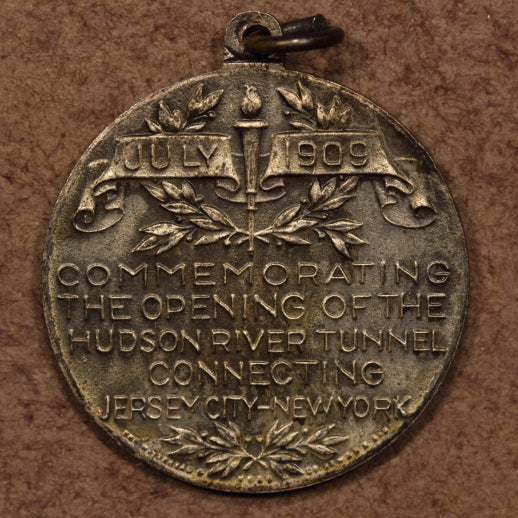 JULY 1909
COMMEMORATING
THE OPENING OF THE
HUDSON RIVER TUNNEL
CONNECTING
JERSEY CITY-NEW YORK